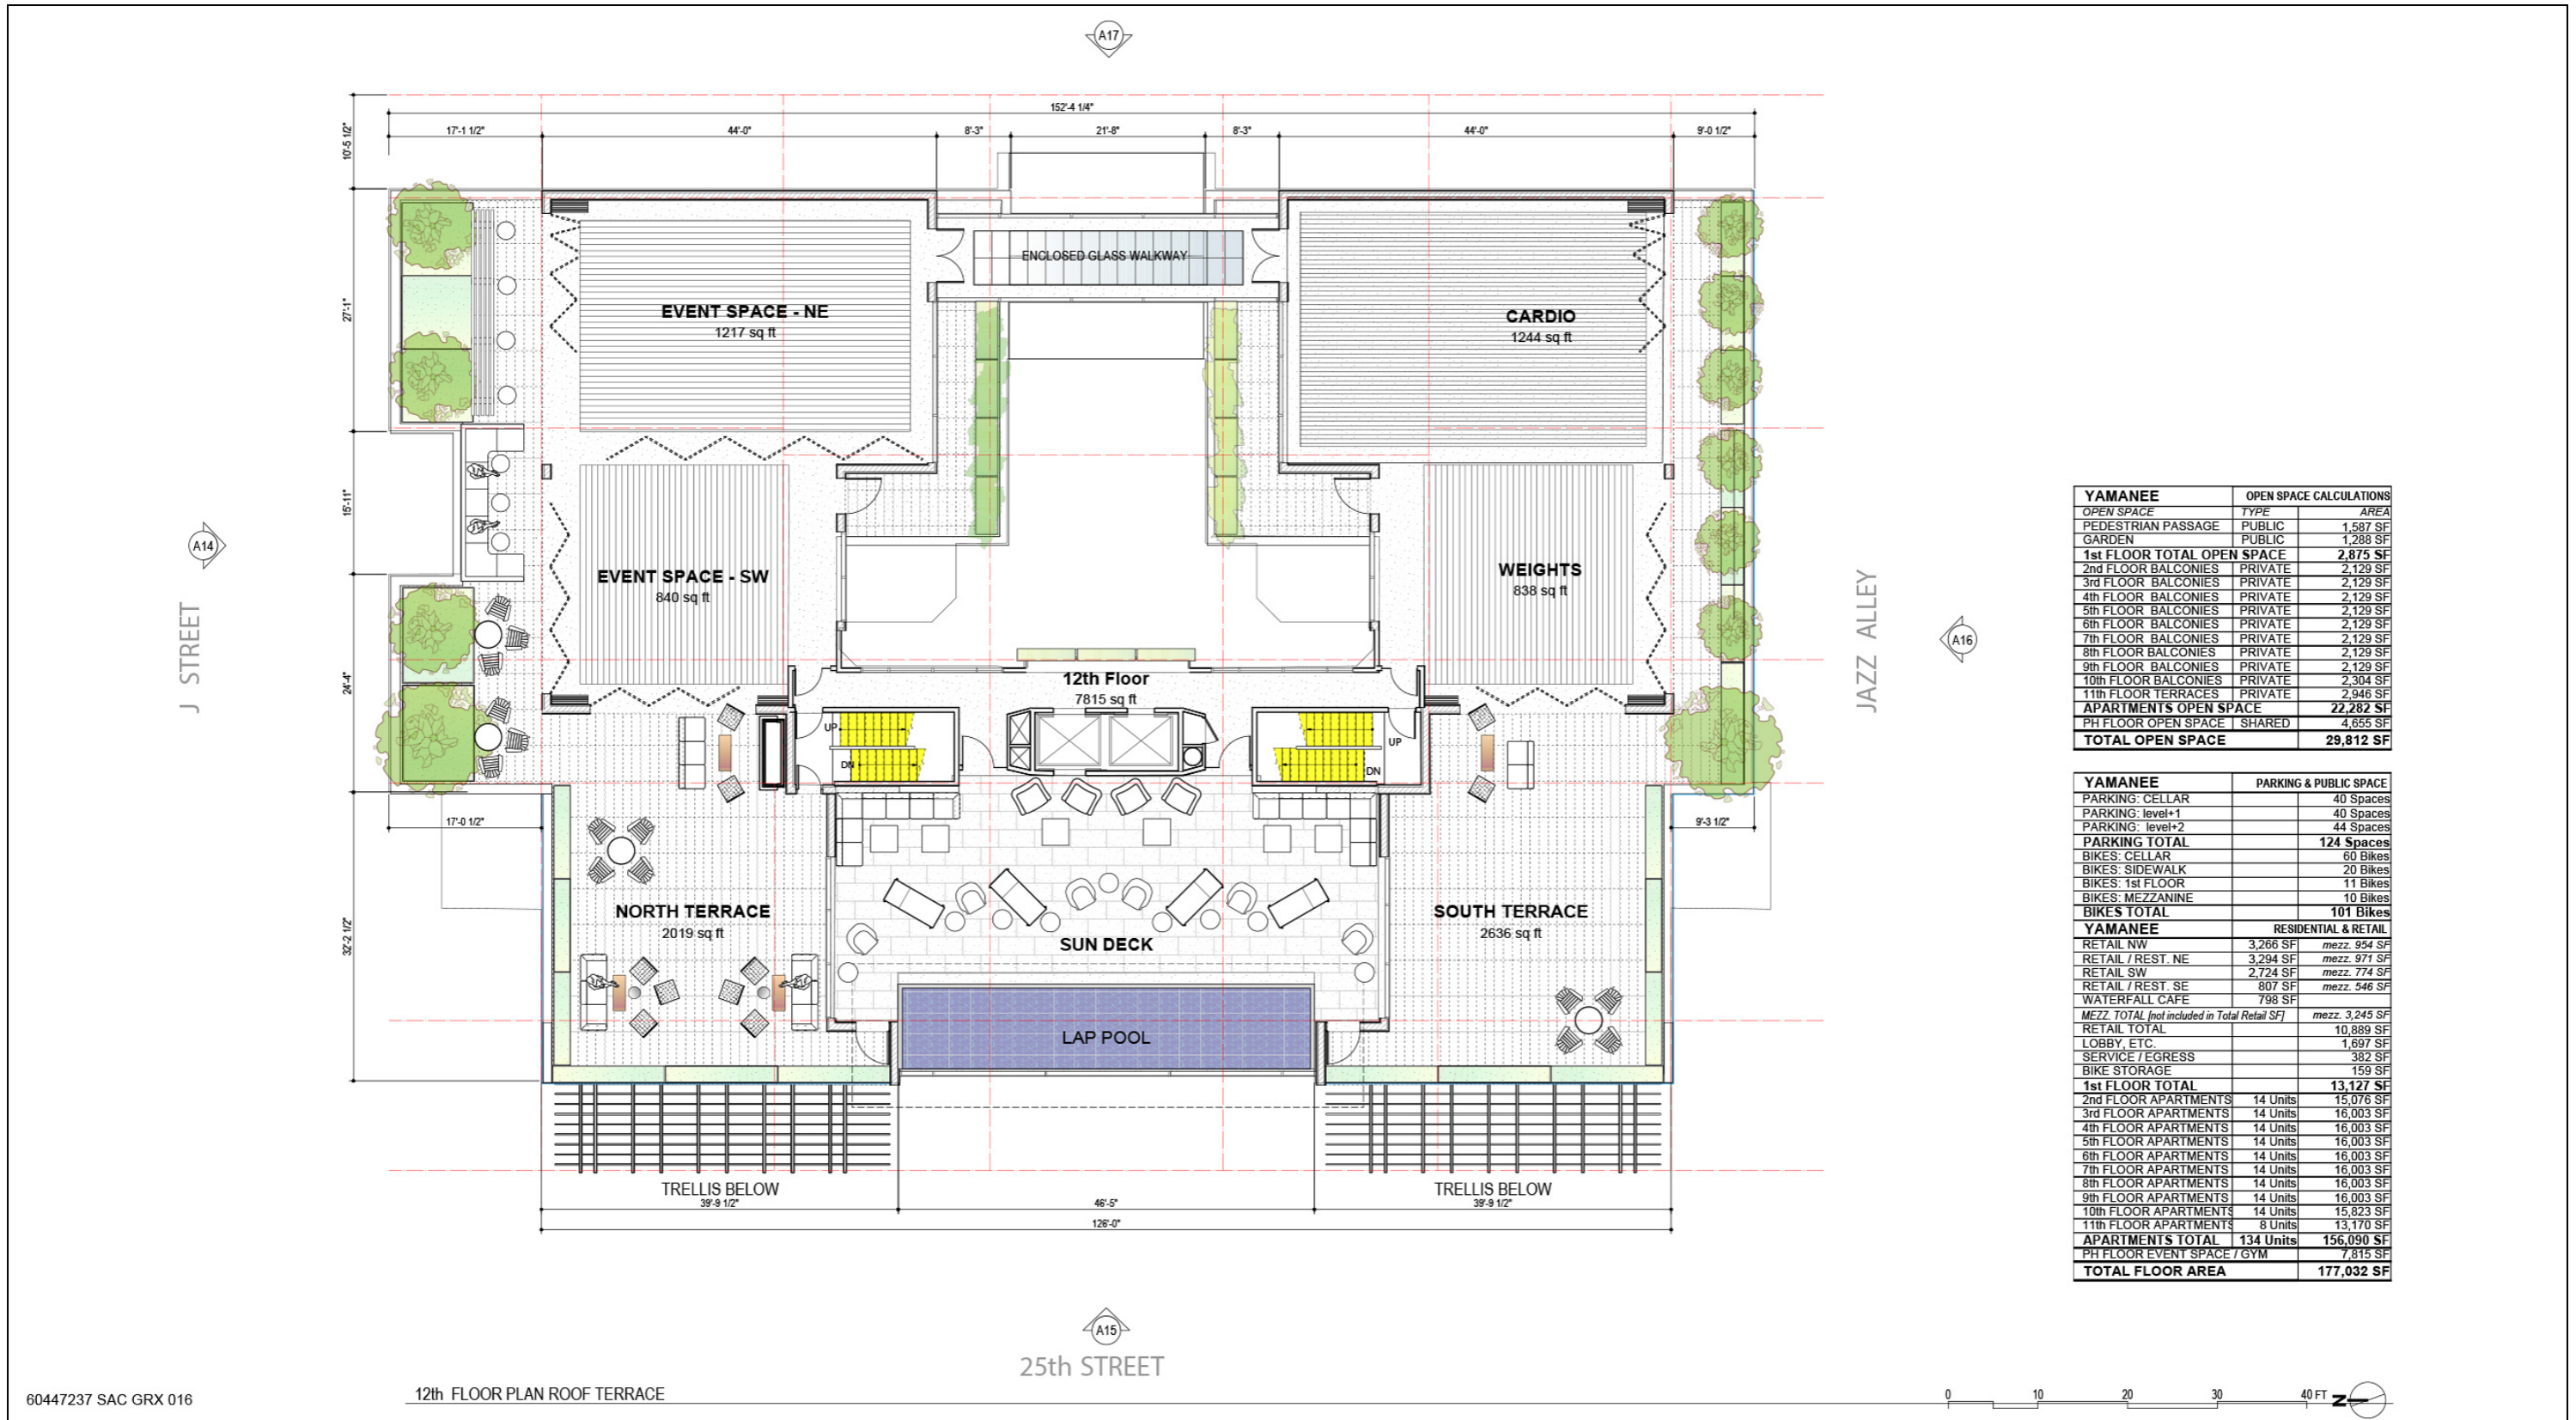 A17
152'-4 1/4"
17'-1 1/2" 44'-0" 8'-3" 21'-8" 8'-3" 44'-0" 9'-0 1/2"
10'-5 1/2"
27'-1"
15'-11"
24'-4"
32'-2 1/2"
ENCLOSED GLASS WALKWAY
EVENT SPACE - NE
1217 sq ft
CARDIO
1244 sq ft
A14
J STREET
EVENT SPACE - SW
840 sq ft
WEIGHTS
838 sq ft
JAZZ ALLEY
A16
12th Floor
7815 sq ft
UP
DN
UP
DN
17'-0 1/2"
9'-3 1/2"
NORTH TERRACE
2019 sq ft
SUN DECK
SOUTH TERRACE
2636 sq ft
LAP POOL
TRELLIS BELOW
TRELLIS BELOW
39'-9 1/2" 46'-5" 39'-9 1/2"
126'-0"
A15
25th STREET
YAMANEE OPEN SPACE CALCULATIONS
OPEN SPACE TYPE AREA
PEDESTRIAN PASSAGE PUBLIC 1,587 SF
GARDEN PUBLIC 1,288 SF
1st FLOOR TOTAL OPEN SPACE 2,875 SF
2nd FLOOR BALCONIES PRIVATE 2,129 SF
3rd FLOOR BALCONIES PRIVATE 2,129 SF
4th FLOOR BALCONIES PRIVATE 2,129 SF
5th FLOOR BALCONIES PRIVATE 2,129 SF
6th FLOOR BALCONIES PRIVATE 2,129 SF
7th FLOOR BALCONIES PRIVATE 2,129 SF
8th FLOOR BALCONIES PRIVATE 2,129 SF
9th FLOOR BALCONIES PRIVATE 2,129 SF
10th FLOOR BALCONIES PRIVATE 2,304 SF
11th FLOOR TERRACES PRIVATE 2,946 SF
APARTMENTS OPEN SPACE 22,282 SF
PH FLOOR OPEN SPACE SHARED 4,655 SF
TOTAL OPEN SPACE 29,812 SF
YAMANEE PARKING & PUBLIC SPACE
PARKING: CELLAR 40 Spaces
PARKING: level+1 40 Spaces
PARKING: level+2 44 Spaces
PARKING TOTAL 124 Spaces
BIKES: CELLAR 60 Bikes
BIKES: SIDEWALK 20 Bikes
BIKES: 1st FLOOR 11 Bikes
BIKES: MEZZANINE 10 Bikes
BIKES TOTAL 101 Bikes
YAMANEE RESIDENTIAL & RETAIL
RETAIL NW 3,266 SF mezz. 954 SF
RETAIL / REST. NE 3,294 SF mezz. 971 SF
RETAIL SW 2,724 SF mezz. 774 SF
RETAIL / REST. SE 807 SF mezz. 546 SF
WATERFALL CAFE 798 SF
MEZZ. TOTAL [not included in Total Retail SF] mezz. 3,245 SF
RETAIL TOTAL 10,889 SF
LOBBY, ETC. 1,697 SF
SERVICE / EGRESS 382 SF
BIKE STORAGE 159 SF
1st FLOOR TOTAL 13,127 SF
2nd FLOOR APARTMENTS 14 Units 15,076 SF
3rd FLOOR APARTMENTS 14 Units 16,003 SF
4th FLOOR APARTMENTS 14 Units 16,003 SF
5th FLOOR APARTMENTS 14 Units 16,003 SF
6th FLOOR APARTMENTS 14 Units 16,003 SF
7th FLOOR APARTMENTS 14 Units 16,003 SF
8th FLOOR APARTMENTS 14 Units 16,003 SF
9th FLOOR APARTMENTS 14 Units 16,003 SF
10th FLOOR APARTMENTS 14 Units 15,823 SF
11th FLOOR APARTMENTS 8 Units 13,170 SF
APARTMENTS TOTAL 134 Units 156,090 SF
PH FLOOR EVENT SPACE / GYM 7,815 SF
TOTAL FLOOR AREA 177,032 SF
60447237 SAC GRX 016
12th FLOOR PLAN ROOF TERRACE
0 10 20 30 40 FT N